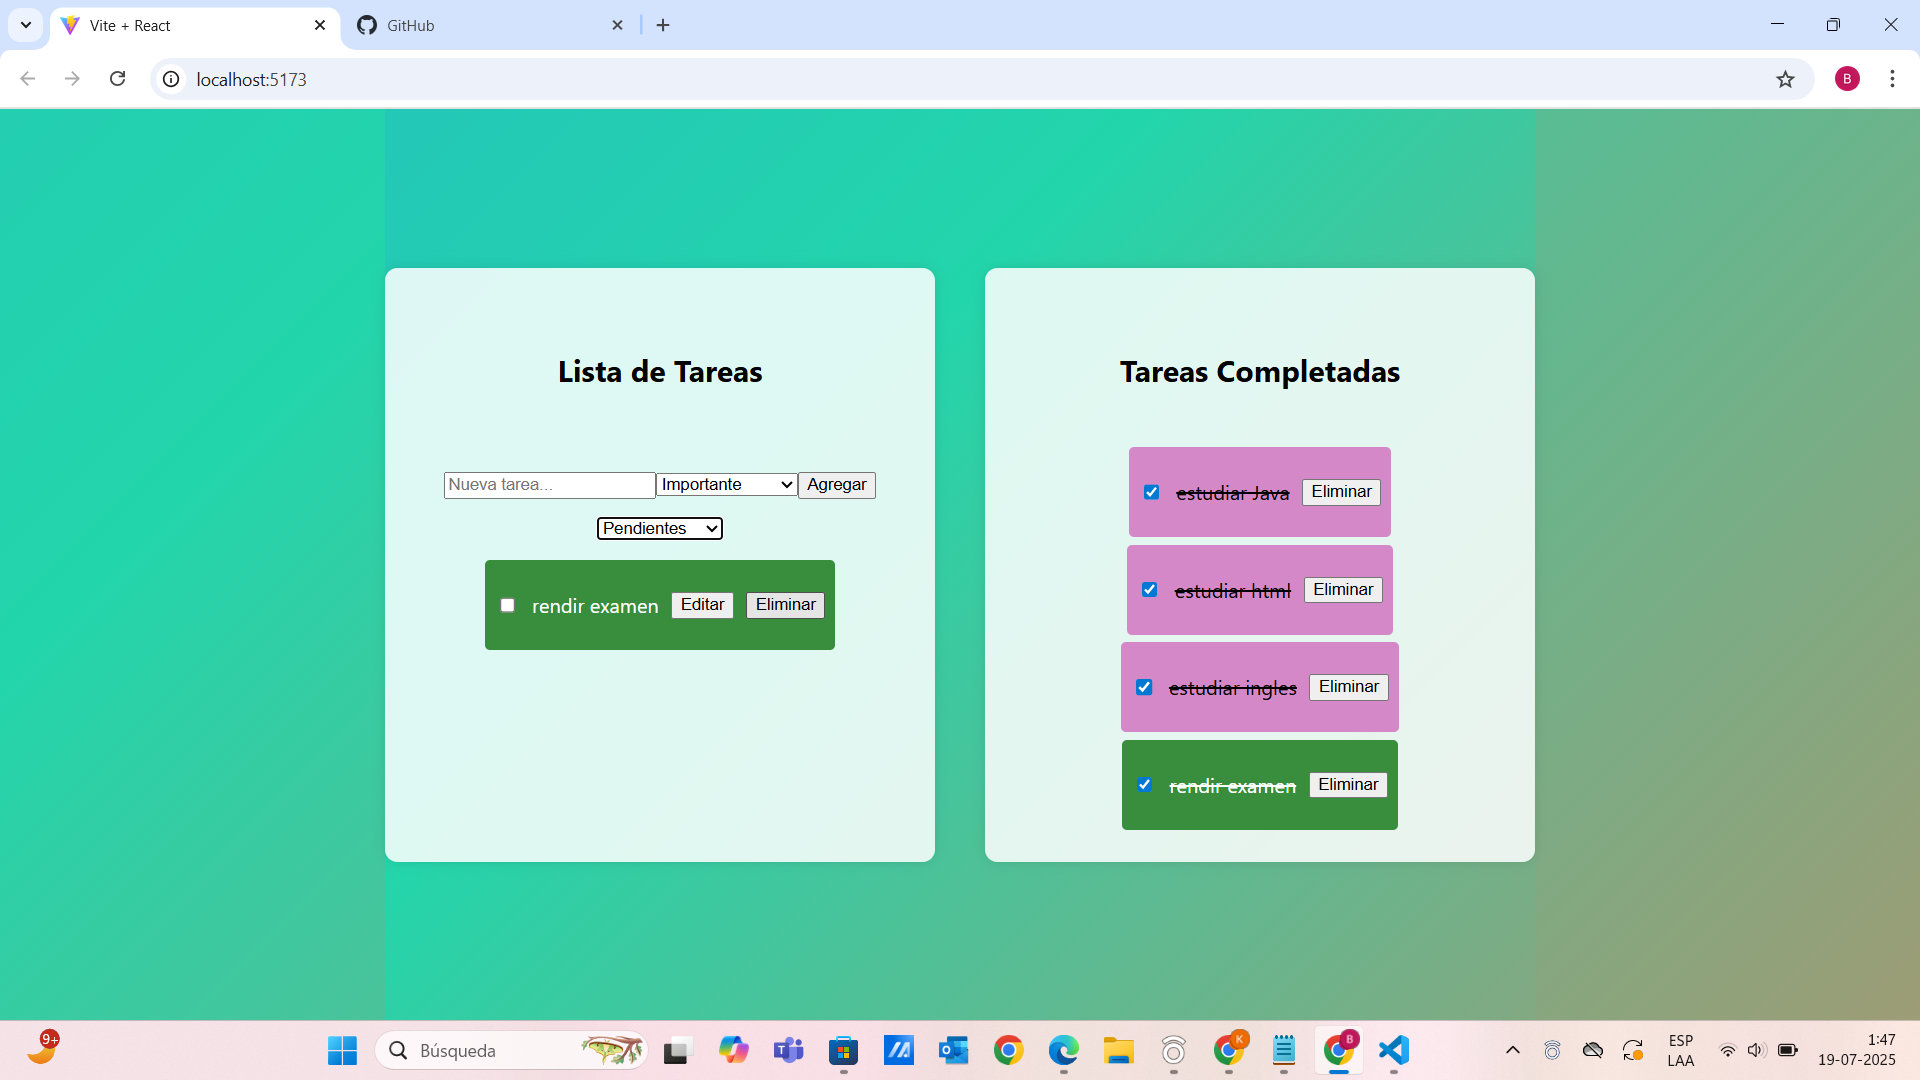 Vite + React
GitHub
localhost:5173
B
Lista de Tareas
Nueva tarea...
Importante
Agregar
Pendientes
rendir examen
Editar
Eliminar
Tareas Completadas
estudiar Java
Eliminar
estudiar html
Eliminar
estudiar ingles
Eliminar
rendir examen
Eliminar
9+
Búsqueda
K
B
ESP
LAA
1:47
19-07-2025